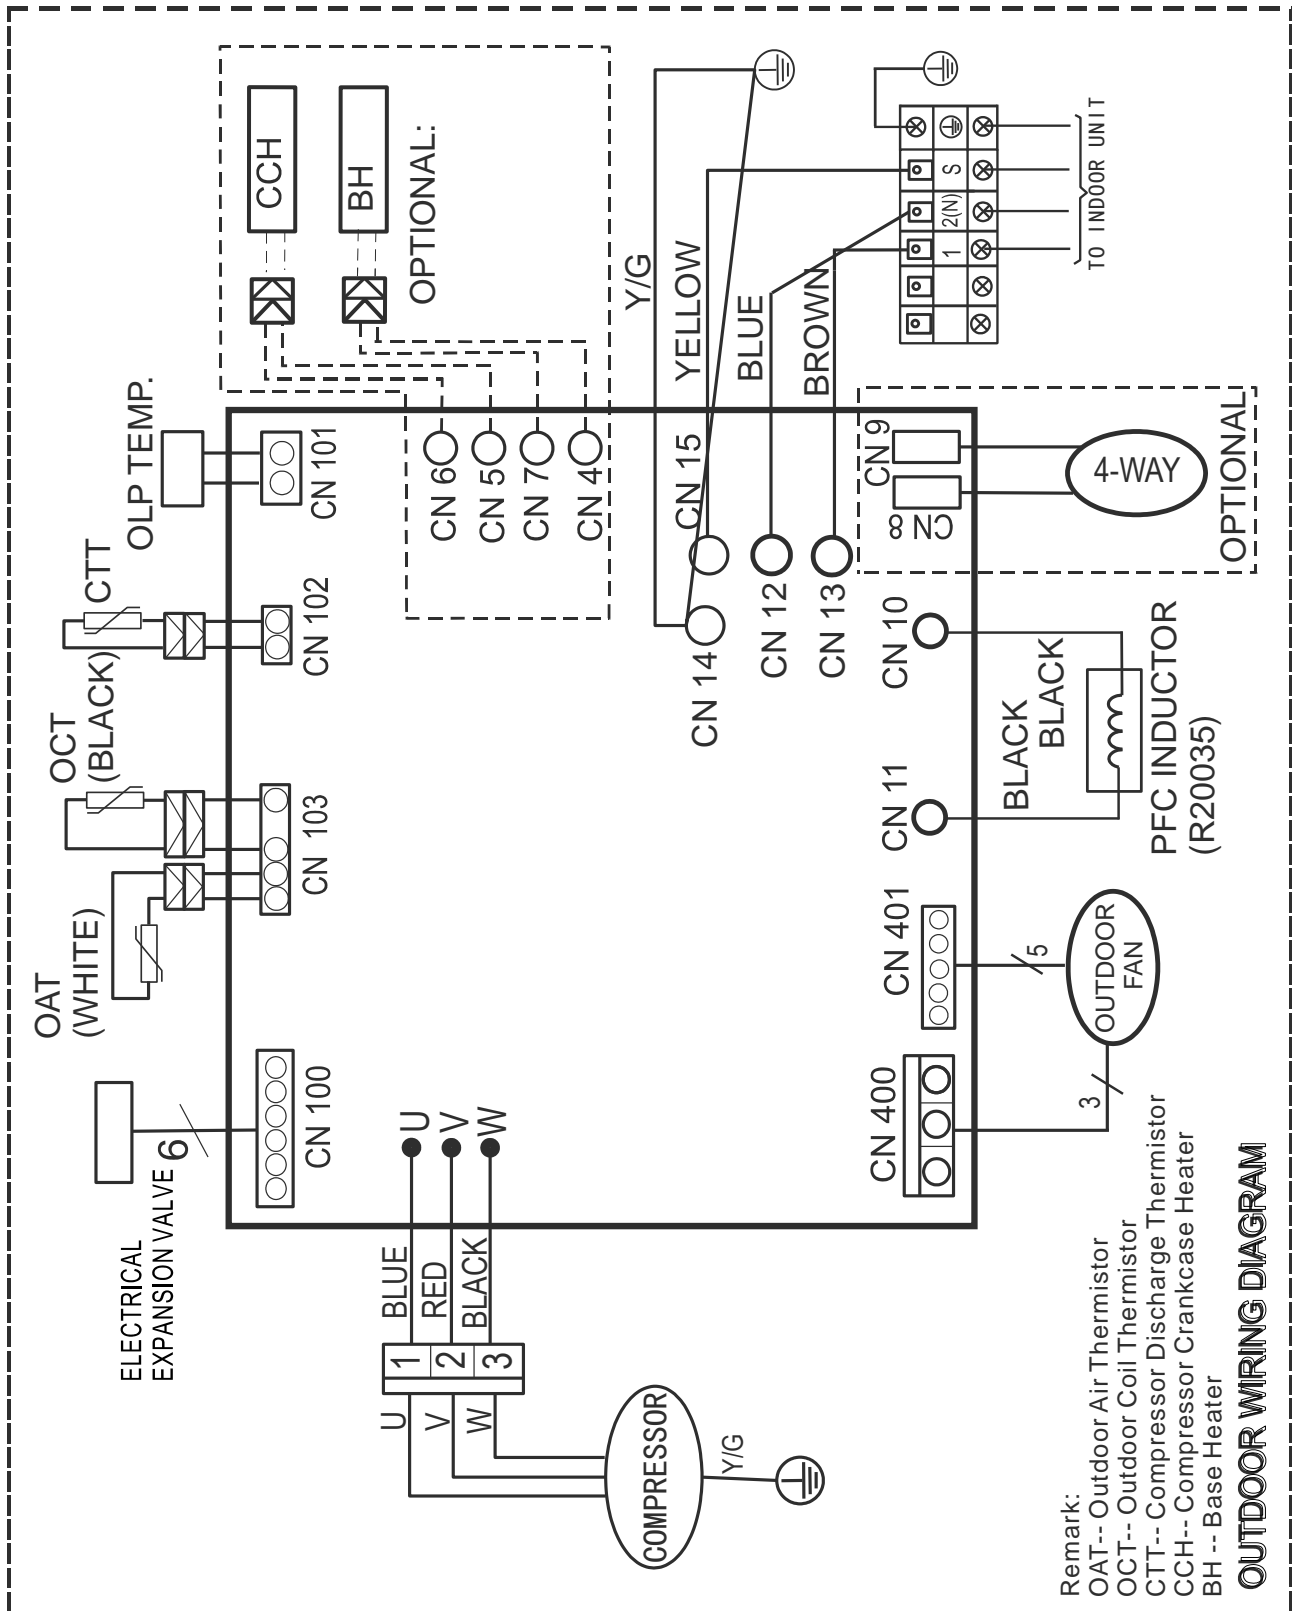 ELECTRICAL
EXPANSION VALVE
6
CN 100
OAT
(WHITE)
OCT
(BLACK)
CN 103
CTT
CN 102
OLP TEMP.
CN 101
CCH
BH
OPTIONAL:
CN 6
CN 5
CN 7
CN 4
Y/G
YELLOW
BLUE
BROWN
CN 15
CN 14
CN 12
CN 13
S
2(N)
1
TO INDOOR UNIT
CN 9
CN 8
4-WAY
OPTIONAL
CN 10
CN 11
BLACK
BLACK
PFC INDUCTOR
(R20035)
CN 401
5
OUTDOOR
FAN
CN 400
3
U
V
W
BLUE
RED
BLACK
1
2
3
U
V
W
COMPRESSOR
Y/G
Remark:
OAT-- Outdoor Air Thermistor
OCT-- Outdoor Coil Thermistor
CTT-- Compressor Discharge Thermistor
CCH-- Compressor Crankcase Heater
BH -- Base Heater
OUTDOOR WIRING DIAGRAM